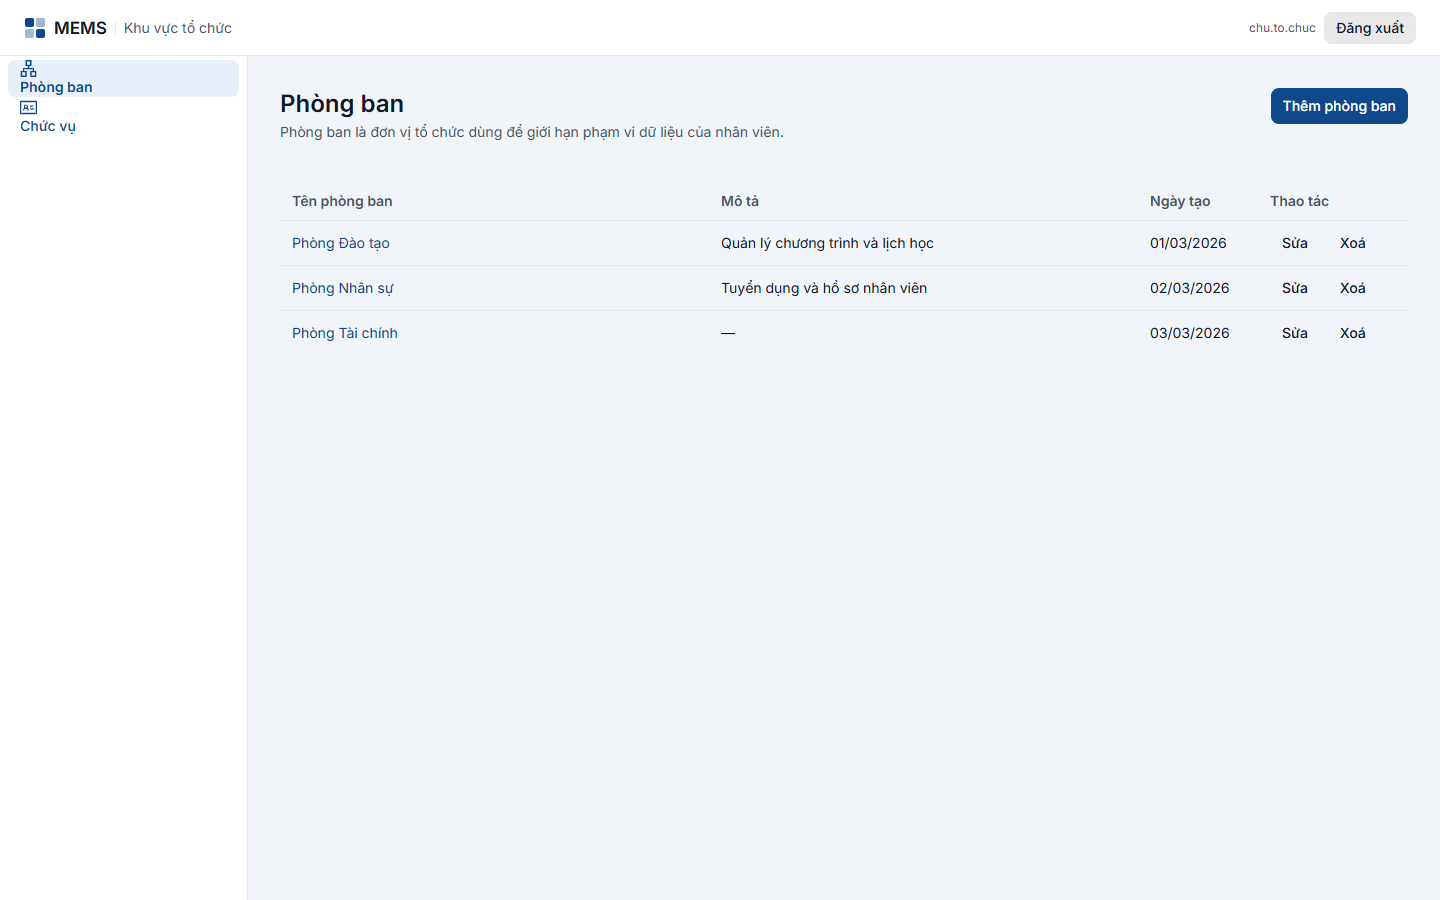 MEMS
Khu vực tổ chức
chu.to.chuc
Đăng xuất
Phòng ban
Chức vụ
Phòng ban
Phòng ban là đơn vị tổ chức dùng để giới hạn phạm vi dữ liệu của nhân viên.
Thêm phòng ban
Tên phòng ban Mô tả Ngày tạo Thao tác
Phòng Đào tạo Quản lý chương trình và lịch học 01/03/2026 Sửa Xoá
Phòng Nhân sự Tuyển dụng và hồ sơ nhân viên 02/03/2026 Sửa Xoá
Phòng Tài chính — 03/03/2026 Sửa Xoá